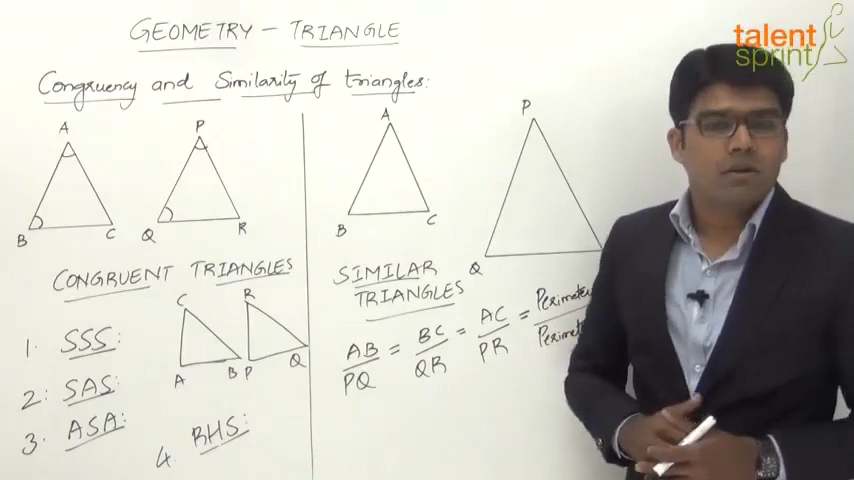 GEOMETRY - TRIANGLE
talent
sprint
Congruency and Similarity of triangles:
A
P
B
C
Q
R
A
P
B
C
Q
CONGRUENT TRIANGLES
SIMILAR
TRIANGLES
1. SSS:
2. SAS:
3. ASA:
4. RHS:
C
R
A
B
P
Q
AB/PQ = BC/QR = AC/PR = Perimeter/Perimete